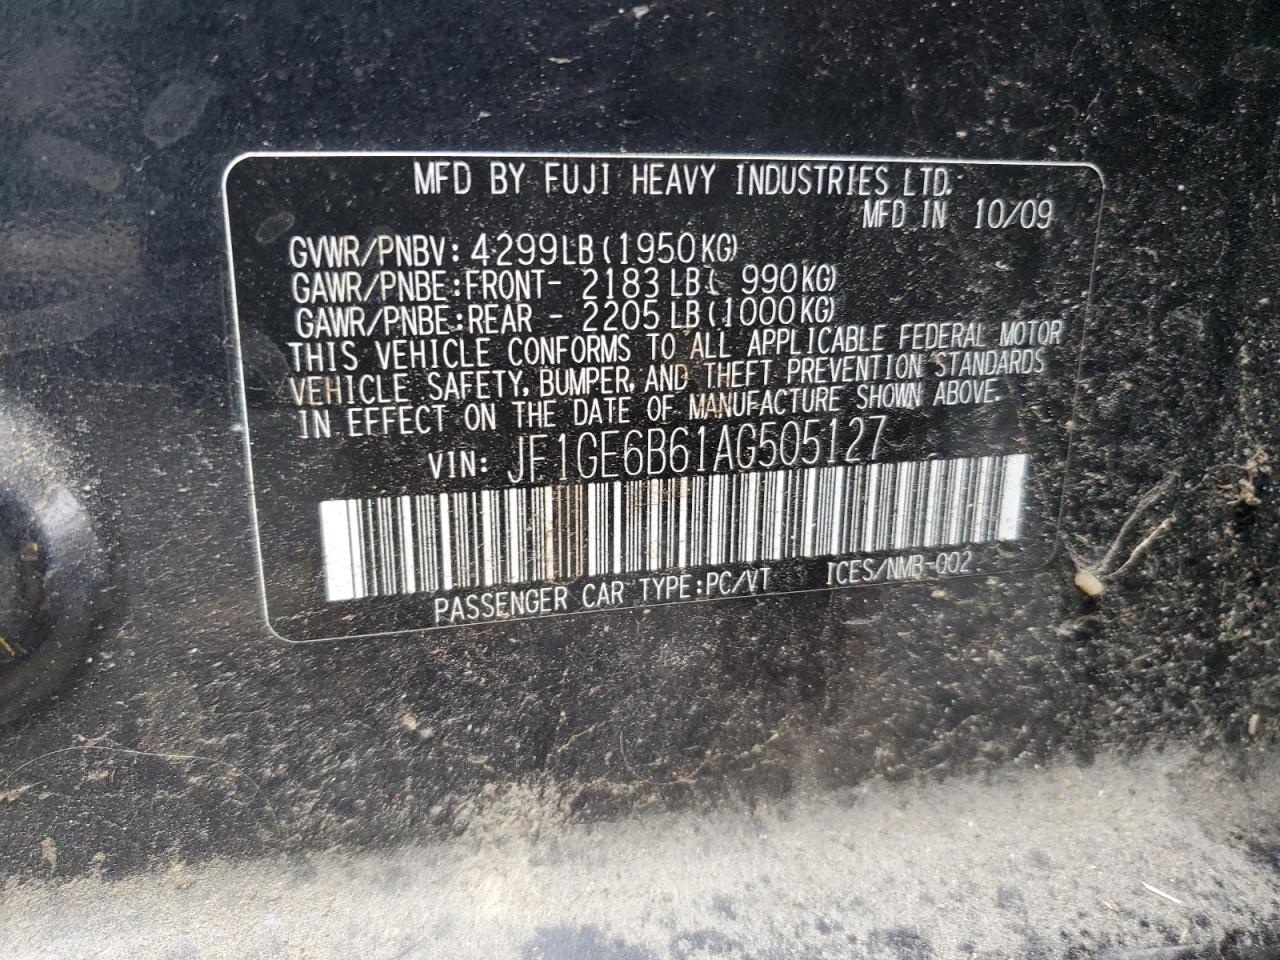 MFD BY FUJI HEAVY INDUSTRIES LTD.
MFD IN 10/09
GVWR/PNBV: 4299LB (1950KG)
GAWR/PNBE:FRONT- 2183LB ( 990KG)
GAWR/PNBE:REAR - 2205LB (1000KG)
THIS VEHICLE CONFORMS TO ALL APPLICABLE FEDERAL MOTOR
VEHICLE SAFETY, BUMPER, AND THEFT PREVENTION STANDARDS
IN EFFECT ON THE DATE OF MANUFACTURE SHOWN ABOVE.
VIN: JF1GE6B61AG505127
PASSENGER CAR TYPE:PC/VT ICES/NMB-002